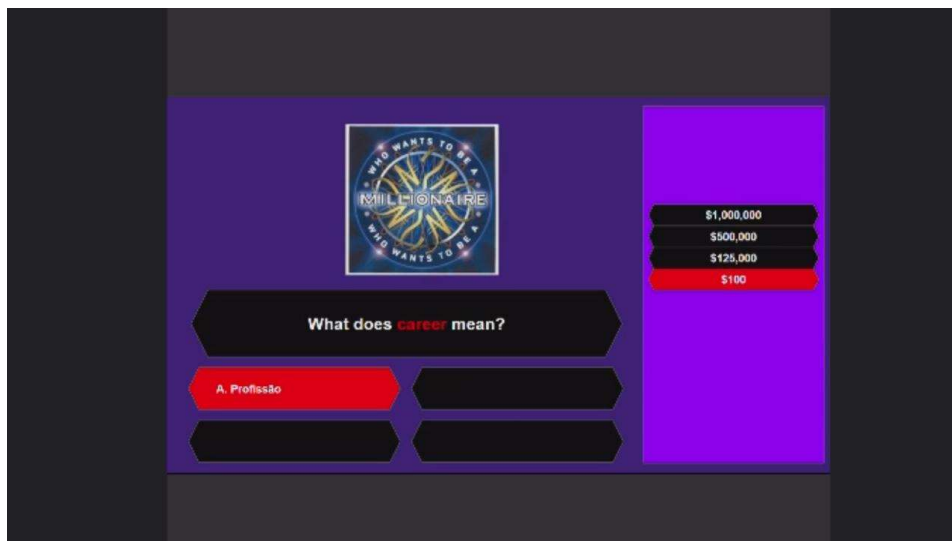 WHO WANTS TO BE A
MILLIONAIRE
WHO WANTS TO BE A
$1,000,000
$500,000
$125,000
$100
What does career mean?
A. Profissão